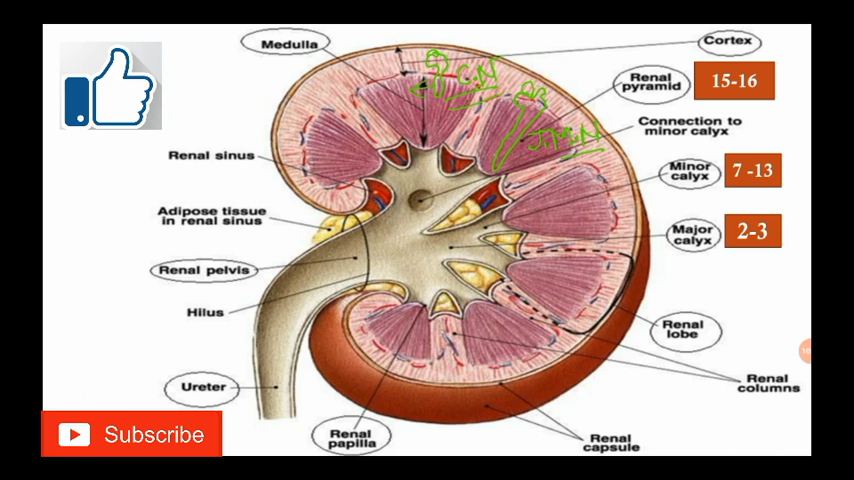 Medulla
Cortex
C.N
Renal
pyramid
15-16
J.M.N
Connection to
minor calyx
Renal sinus
Minor
calyx
7 -13
Adipose tissue
in renal sinus
Major
calyx
2-3
Renal pelvis
Hilus
Renal
lobe
Ureter
Renal
columns
Subscribe
Renal
papilla
Renal
capsule